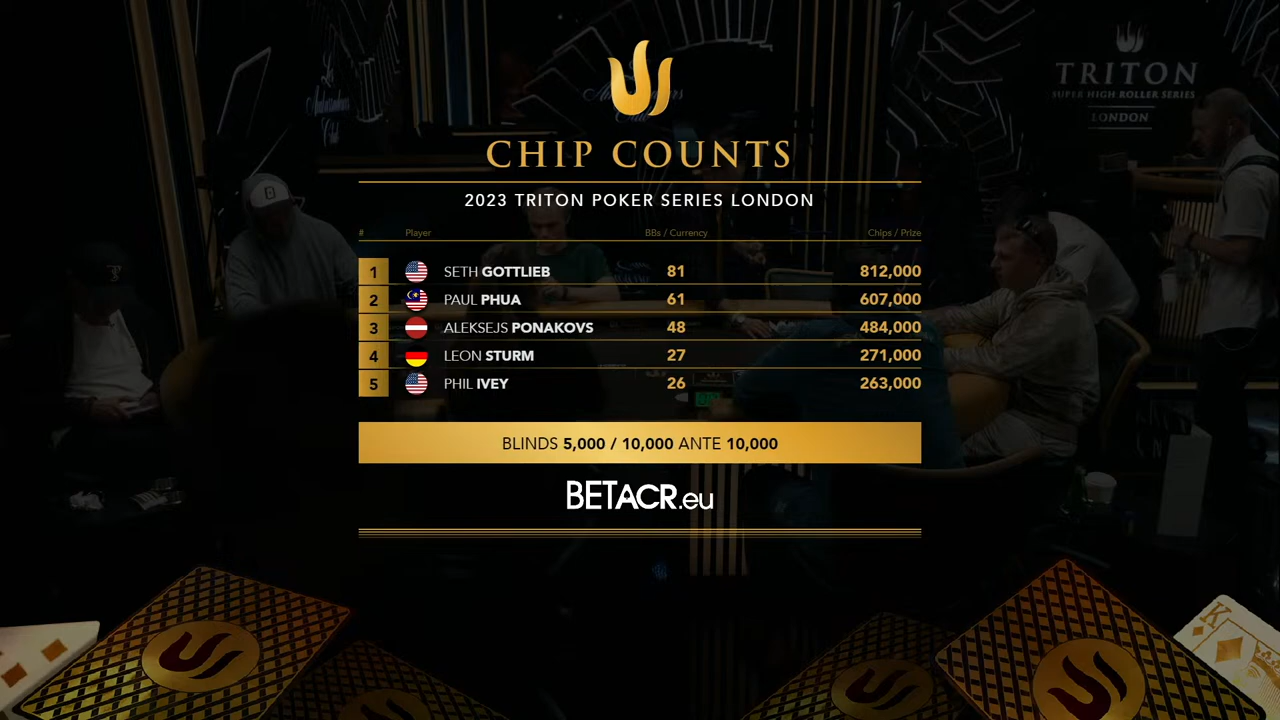 TRITON
SUPER HIGH ROLLER SERIES
LONDON
CHIP COUNTS
2023 TRITON POKER SERIES LONDON
# Player BBs / Currency Chips / Prize
1 SETH GOTTLIEB 81 812,000
2 PAUL PHUA 61 607,000
3 ALEKSEJS PONAKOVS 48 484,000
4 LEON STURM 27 271,000
5 PHIL IVEY 26 263,000
BLINDS 5,000 / 10,000 ANTE 10,000
BETACR.eu
K